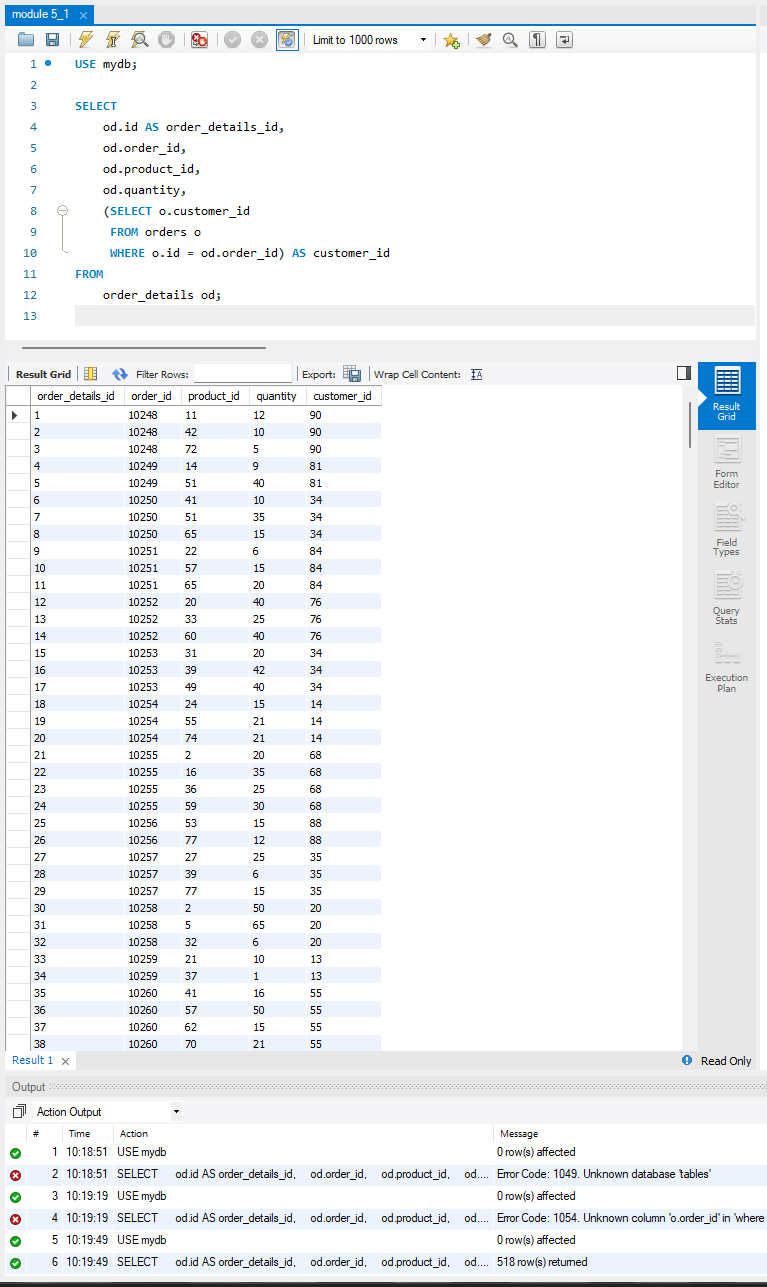 module 5_1
Limit to 1000 rows
1 USE mydb;
2
3 SELECT
4 od.id AS order_details_id,
5 od.order_id,
6 od.product_id,
7 od.quantity,
8 (SELECT o.customer_id
9 FROM orders o
10 WHERE o.id = od.order_id) AS customer_id
11 FROM
12 order_details od;
13
Result Grid Filter Rows: Export: Wrap Cell Content:
order_details_id order_id product_id quantity customer_id
1 10248 11 12 90
2 10248 42 10 90
3 10248 72 5 90
4 10249 14 9 81
5 10249 51 40 81
6 10250 41 10 34
7 10250 51 35 34
8 10250 65 15 34
9 10251 22 6 84
10 10251 57 15 84
11 10251 65 20 84
12 10252 20 40 76
13 10252 33 25 76
14 10252 60 40 76
15 10253 31 20 34
16 10253 39 42 34
17 10253 49 40 34
18 10254 24 15 14
19 10254 55 21 14
20 10254 74 21 14
21 10255 2 20 68
22 10255 16 35 68
23 10255 36 25 68
24 10255 59 30 68
25 10256 53 15 88
26 10256 77 12 88
27 10257 27 25 35
28 10257 39 6 35
29 10257 77 15 35
30 10258 2 50 20
31 10258 5 65 20
32 10258 32 6 20
33 10259 21 10 13
34 10259 37 1 13
35 10260 41 16 55
36 10260 57 50 55
37 10260 62 15 55
38 10260 70 21 55
Result
Grid
Form
Editor
Field
Types
Query
Stats
Execution
Plan
Result 1
Read Only
Output
Action Output
# Time Action Message
1 10:18:51 USE mydb 0 row(s) affected
2 10:18:51 SELECT od.id AS order_details_id, od.order_id, od.product_id, od.... Error Code: 1049. Unknown database 'tables'
3 10:19:19 USE mydb 0 row(s) affected
4 10:19:19 SELECT od.id AS order_details_id, od.order_id, od.product_id, od.... Error Code: 1054. Unknown column 'o.order_id' in 'where
5 10:19:49 USE mydb 0 row(s) affected
6 10:19:49 SELECT od.id AS order_details_id, od.order_id, od.product_id, od.... 518 row(s) returned